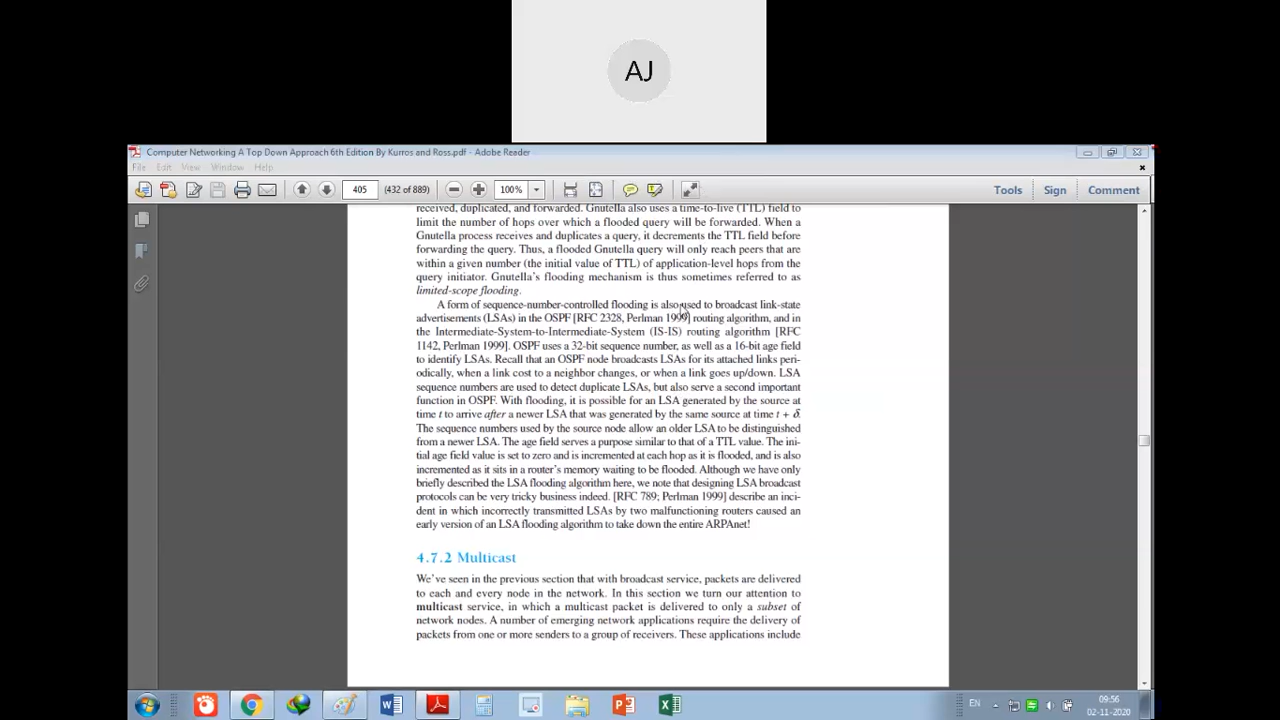 AJ
Computer Networking A Top Down Approach 6th Edition By Kurros and Ross.pdf - Adobe Reader
File Edit View Window Help
405 (432 of 889) 100% Tools Sign Comment
received, duplicated, and forwarded. Gnutella also uses a time-to-live (TTL) field to
limit the number of hops over which a flooded query will be forwarded. When a
Gnutella process receives and duplicates a query, it decrements the TTL field before
forwarding the query. Thus, a flooded Gnutella query will only reach peers that are
within a given number (the initial value of TTL) of application-level hops from the
query initiator. Gnutella's flooding mechanism is thus sometimes referred to as
limited-scope flooding.
A form of sequence-number-controlled flooding is also used to broadcast link-state
advertisements (LSAs) in the OSPF [RFC 2328, Perlman 1999] routing algorithm, and in
the Intermediate-System-to-Intermediate-System (IS-IS) routing algorithm [RFC
1142, Perlman 1999]. OSPF uses a 32-bit sequence number, as well as a 16-bit age field
to identify LSAs. Recall that an OSPF node broadcasts LSAs for its attached links peri-
odically, when a link cost to a neighbor changes, or when a link goes up/down. LSA
sequence numbers are used to detect duplicate LSAs, but also serve a second important
function in OSPF. With flooding, it is possible for an LSA generated by the source at
time t to arrive after a newer LSA that was generated by the same source at time t + δ.
The sequence numbers used by the source node allow an older LSA to be distinguished
from a newer LSA. The age field serves a purpose similar to that of a TTL value. The ini-
tial age field value is set to zero and is incremented at each hop as it is flooded, and is also
incremented as it sits in a router's memory waiting to be flooded. Although we have only
briefly described the LSA flooding algorithm here, we note that designing LSA broadcast
protocols can be very tricky business indeed. [RFC 789; Perlman 1999] describe an inci-
dent in which incorrectly transmitted LSAs by two malfunctioning routers caused an
early version of an LSA flooding algorithm to take down the entire ARPAnet!
4.7.2 Multicast
We've seen in the previous section that with broadcast service, packets are delivered
to each and every node in the network. In this section we turn our attention to
multicast service, in which a multicast packet is delivered to only a subset of
network nodes. A number of emerging network applications require the delivery of
packets from one or more senders to a group of receivers. These applications include
EN 09:56
02-11-2020